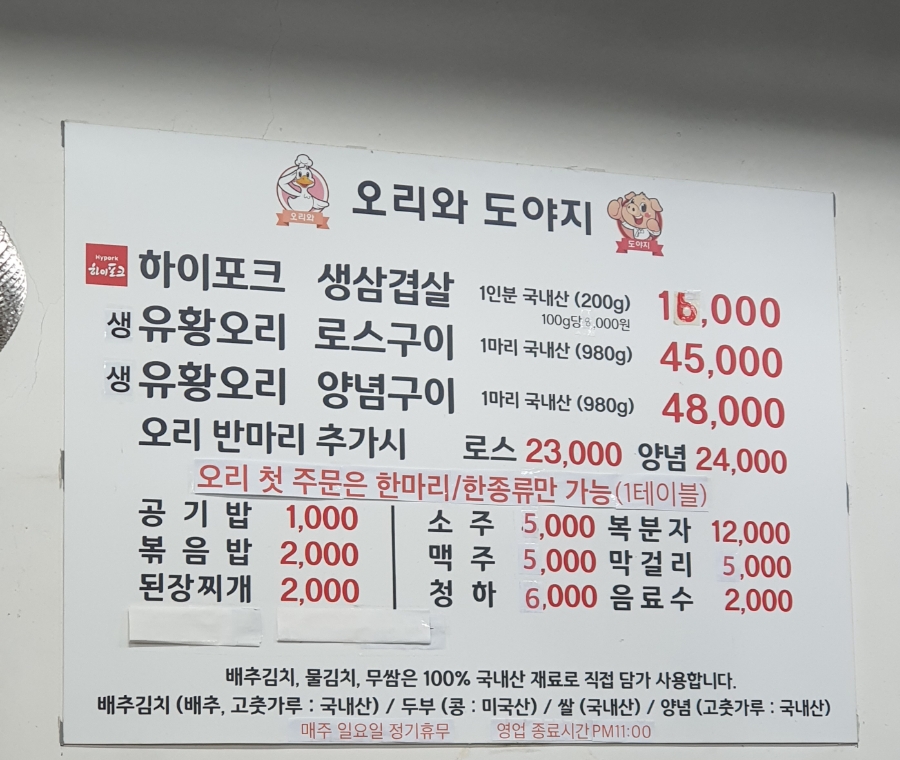 오리와 오리와 도야지 도야지
Hypork
하이포크
하이포크 생삼겹살 1인분 국내산 (200g) 16,000
100g당
생 유황오리 로스구이 1마리 국내산 (980g) 45,000
생 유황오리 양념구이 1마리 국내산 (980g) 48,000
오리 반마리 추가시 로스 23,000 양념 24,000
오리 첫 주문은 한마리/한종류만 가능(1테이블)
공기밥 1,000 소주 5,000 복분자 12,000
볶음밥 2,000 맥주 5,000 막걸리 5,000
된장찌개 2,000 청하 6,000 음료수 2,000
배추김치, 물김치, 무쌈은 100% 국내산 재료로 직접 담가 사용합니다.
배추김치 (배추, 고춧가루 : 국내산) / 두부 (콩 : 미국산) / 쌀 (국내산) / 양념 (고춧가루 : 국내산)
매주 일요일 정기휴무 영업 종료시간PM11:00